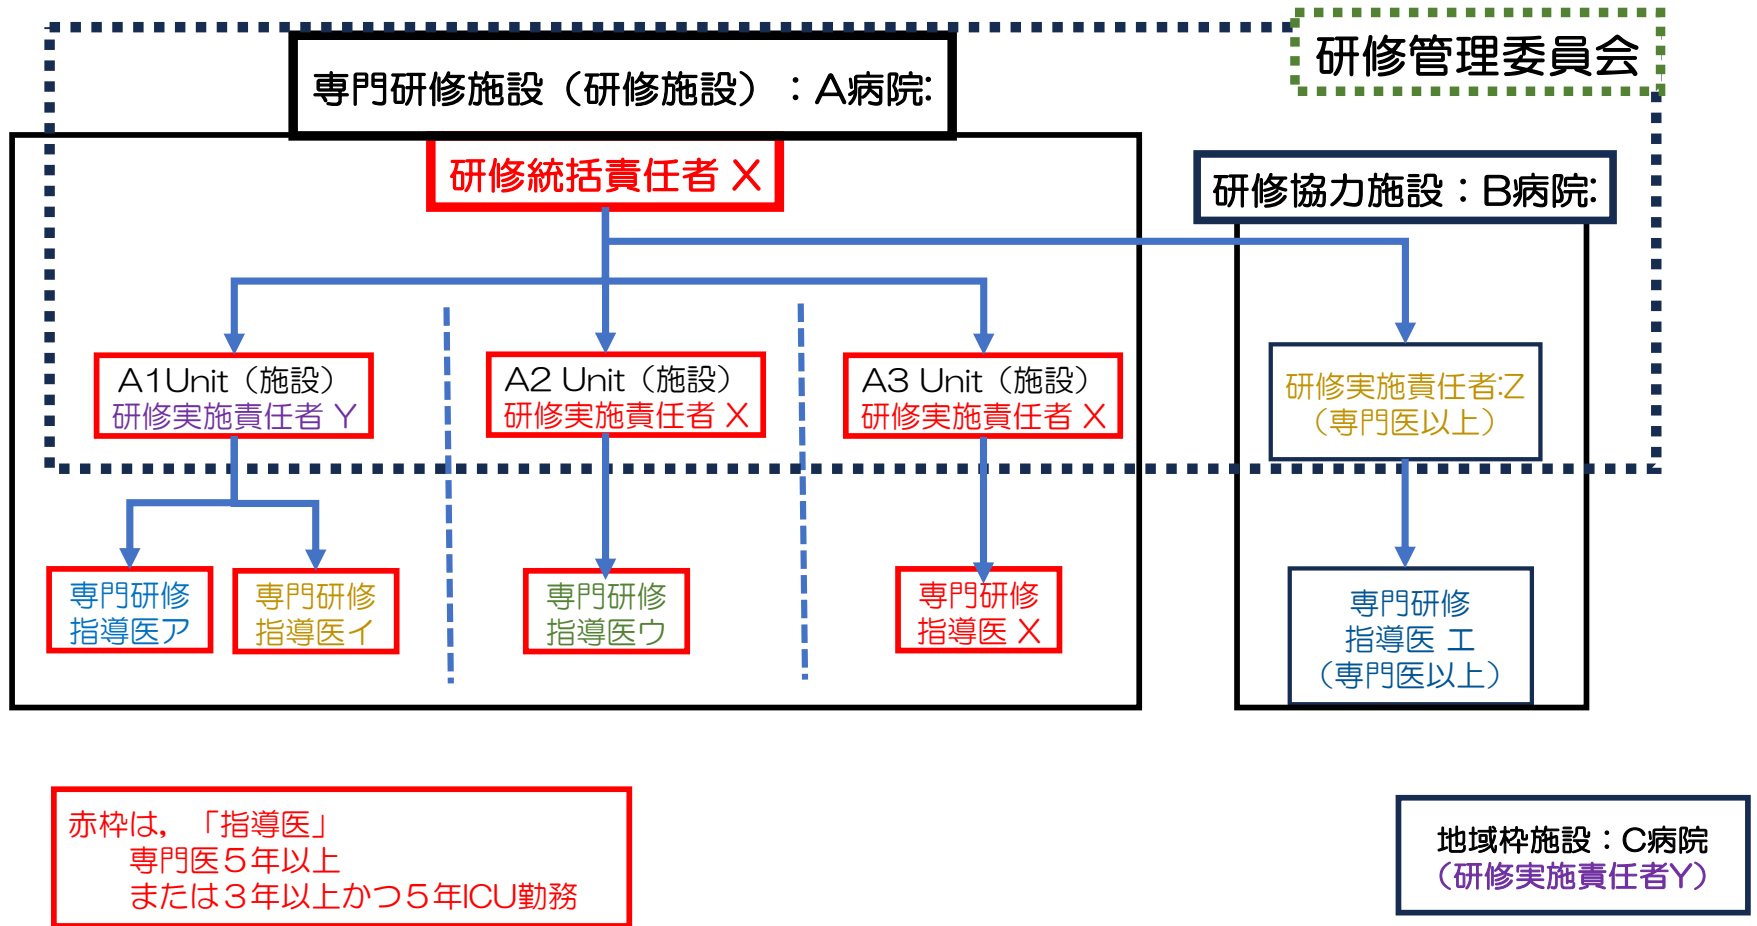 研修管理委員会
専門研修施設（研修施設）：A病院:
研修統括責任者 X
研修協力施設：B病院:
A1Unit（施設）
研修実施責任者 Y
A2 Unit（施設）
研修実施責任者 X
A3 Unit（施設）
研修実施責任者 X
研修実施責任者:Z
（専門医以上）
専門研修
指導医ア
専門研修
指導医イ
専門研修
指導医ウ
専門研修
指導医 X
専門研修
指導医 エ
（専門医以上）
赤枠は，「指導医」
専門医５年以上
または３年以上かつ５年ICU勤務
地域枠施設：C病院
（研修実施責任者Y）